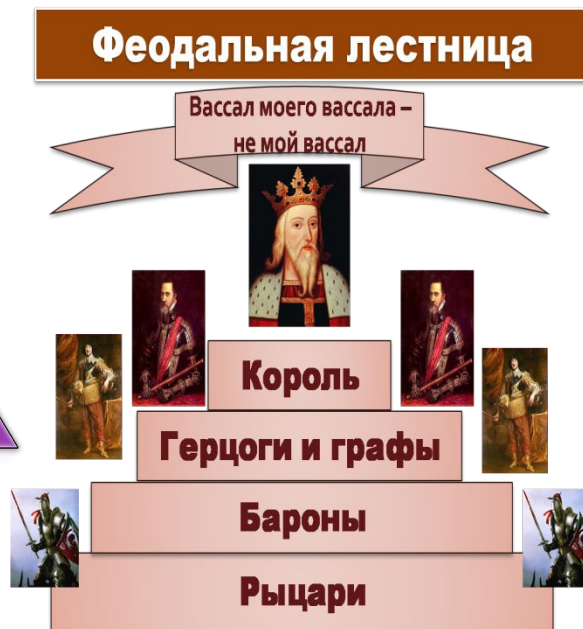 Феодальная лестница
Вассал моего вассала –
не мой вассал
Король
Герцоги и графы
Бароны
Рыцари